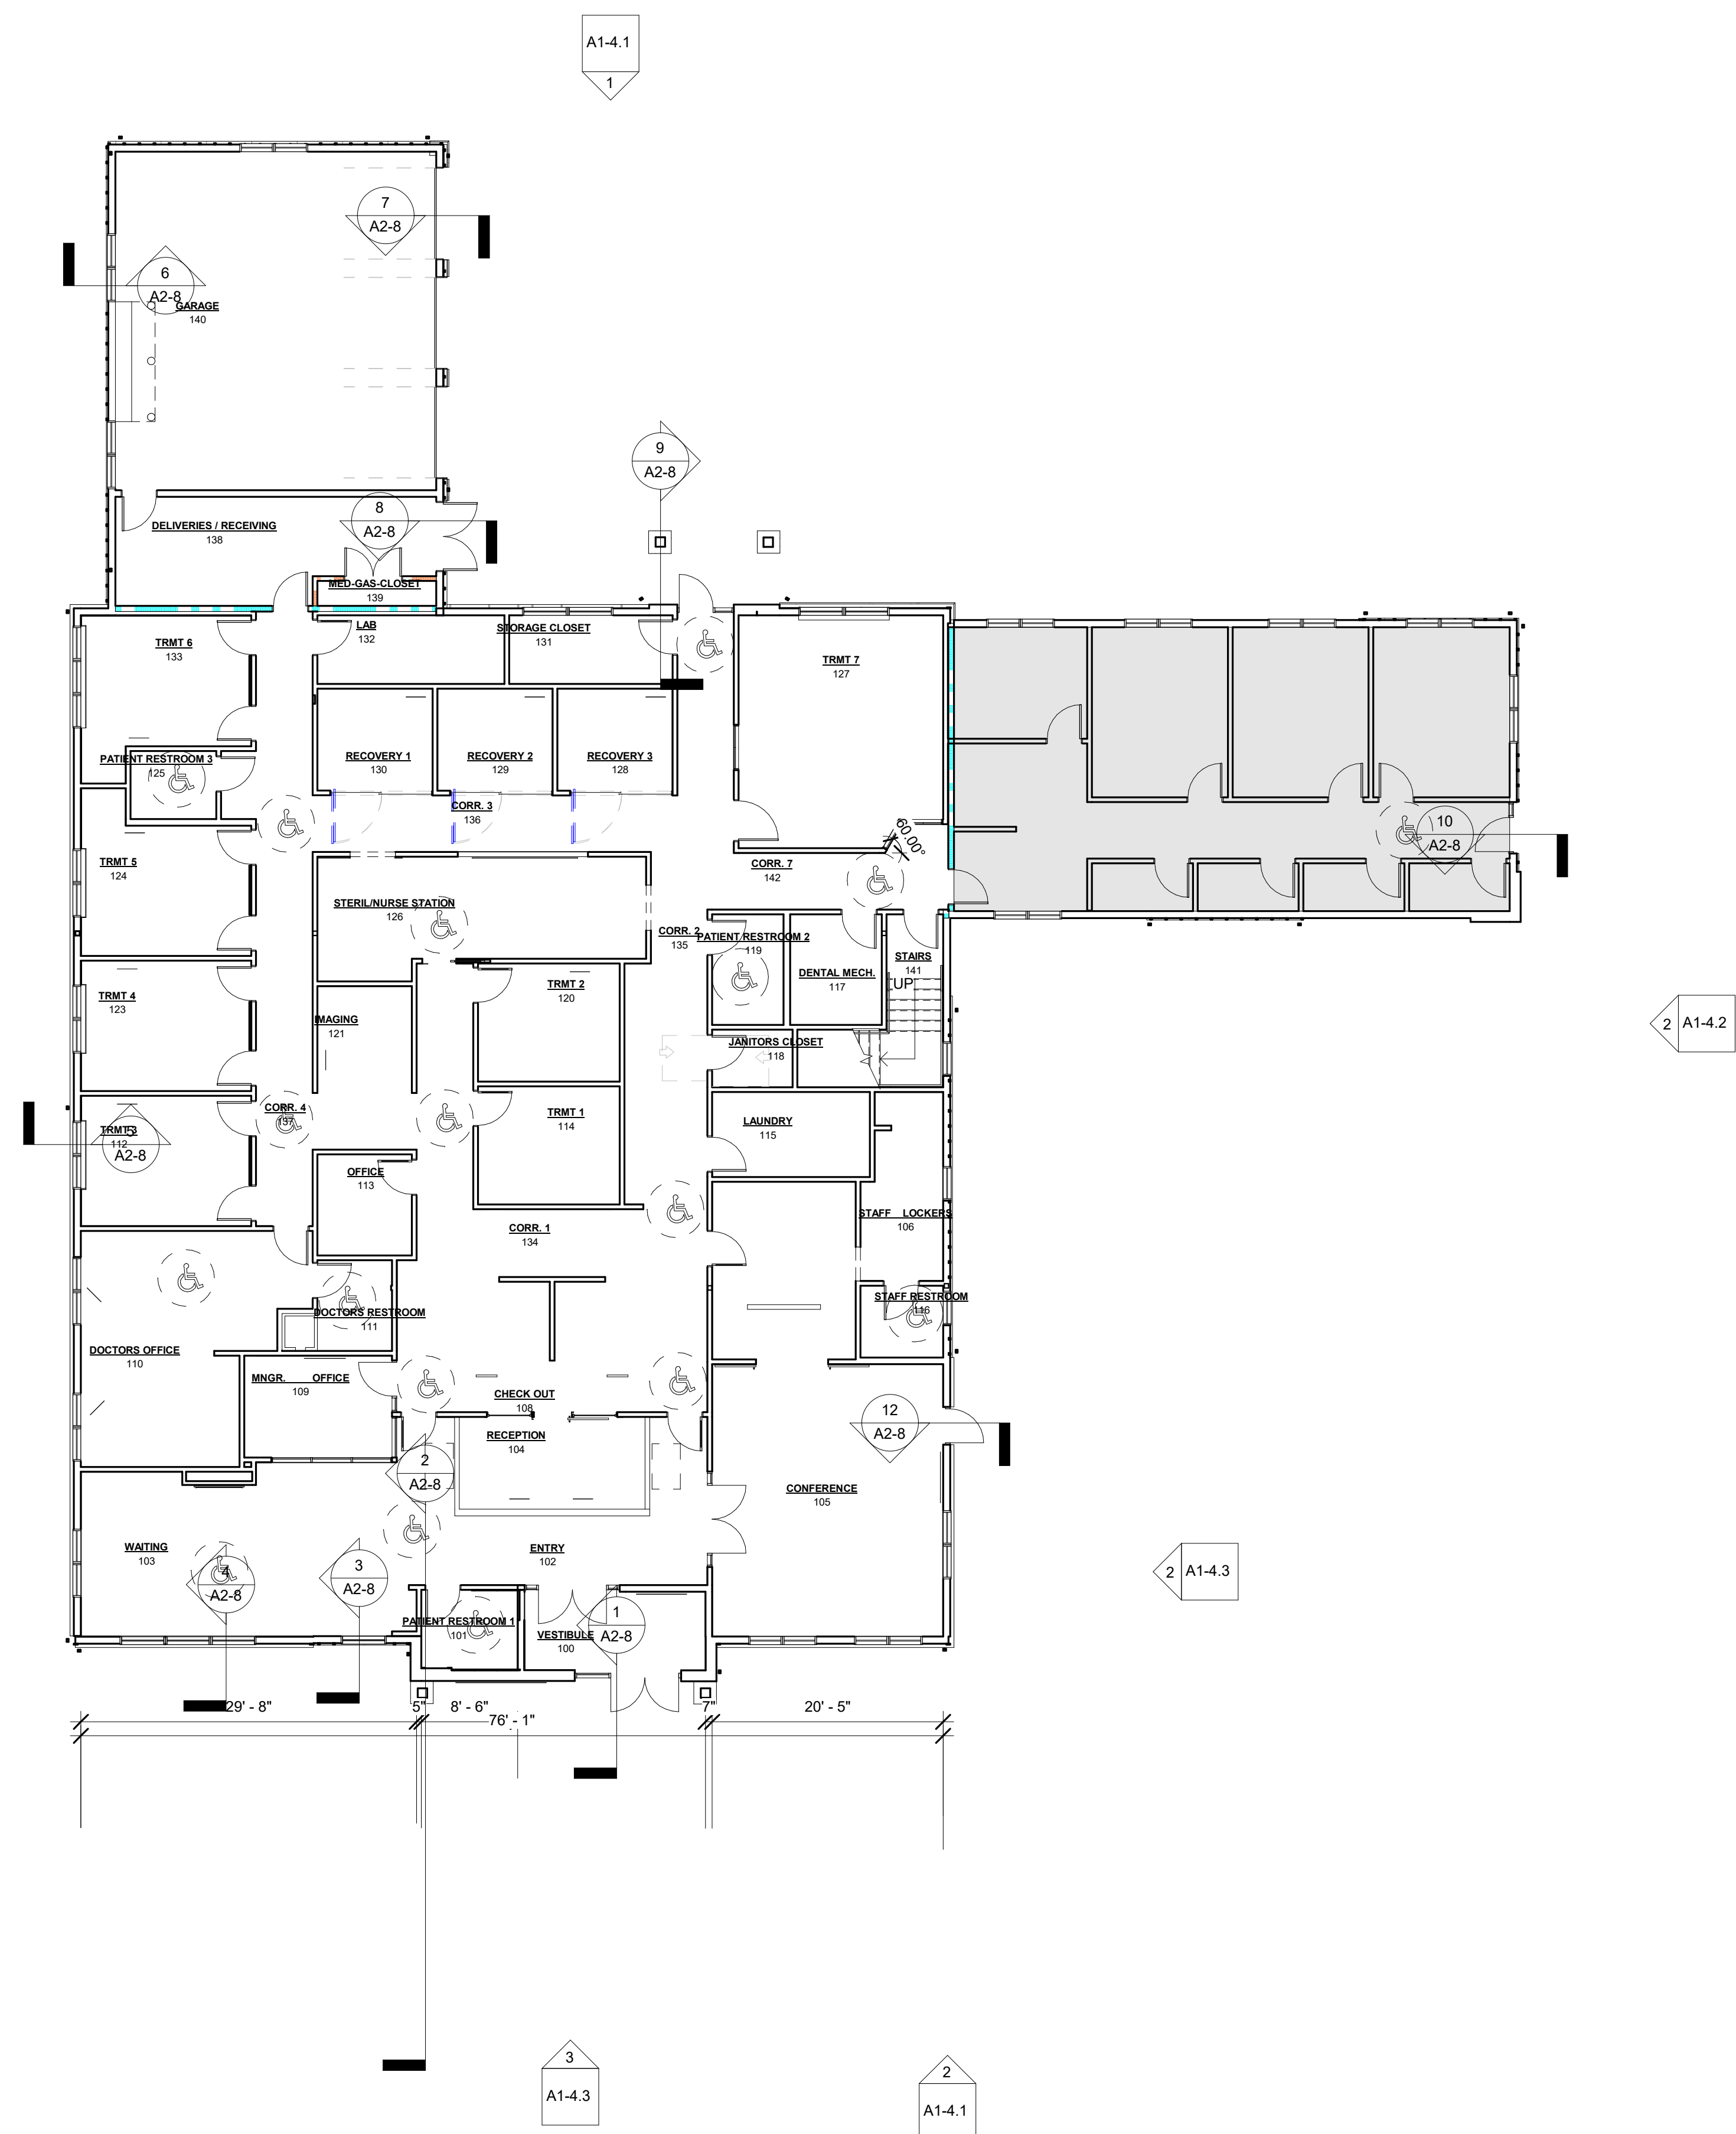 A1-4.1
1
7
A2-8
6
A2-8
GARAGE
140
9
A2-8
8
A2-8
DELIVERIES / RECEIVING
138
MED-GAS-CLOSET
139
LAB
132
STORAGE CLOSET
131
TRMT 6
133
TRMT 7
127
PATIENT RESTROOM 3
125
RECOVERY 1
130
RECOVERY 2
129
RECOVERY 3
128
CORR. 3
136
60.00°
10
A2-8
TRMT 5
124
CORR. 7
142
STERIL/NURSE STATION
126
CORR. 2
135
PATIENT RESTROOM 2
119
DENTAL MECH.
117
STAIRS
141
UP
TRMT 4
123
TRMT 2
120
IMAGING
121
JANITORS CLOSET
118
2
A1-4.2
CORR. 4
137
TRMT 3
112
5
A2-8
TRMT 1
114
LAUNDRY
115
OFFICE
113
STAFF LOCKERS
106
CORR. 1
134
STAFF RESTROOM
116
DOCTORS RESTROOM
111
DOCTORS OFFICE
110
MNGR. OFFICE
109
CHECK OUT
108
RECEPTION
104
12
A2-8
2
A2-8
CONFERENCE
105
WAITING
103
ENTRY
102
4
A2-8
3
A2-8
2
A1-4.3
PATIENT RESTROOM 1
101
VESTIBULE
100
1
A2-8
29' - 8"
5"
8' - 6"
7"
20' - 5"
76' - 1"
3
A1-4.3
2
A1-4.1